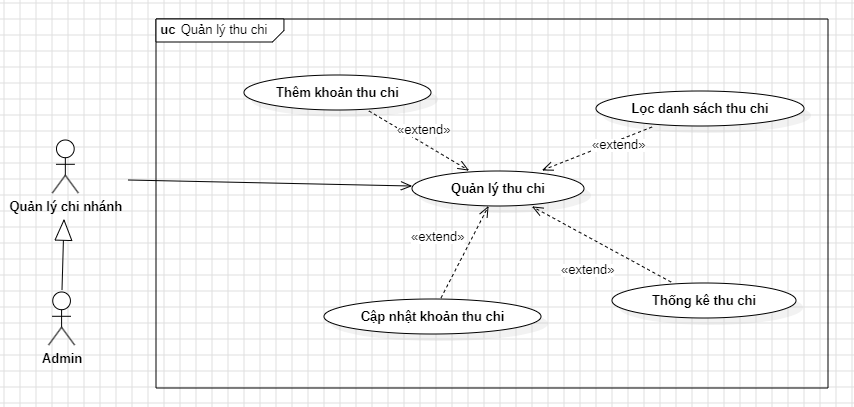 uc Quản lý thu chi
Thêm khoản thu chi
Lọc danh sách thu chi
«extend»
«extend»
Quản lý thu chi
Quản lý chi nhánh
«extend»
«extend»
Thống kê thu chi
Cập nhật khoản thu chi
Admin